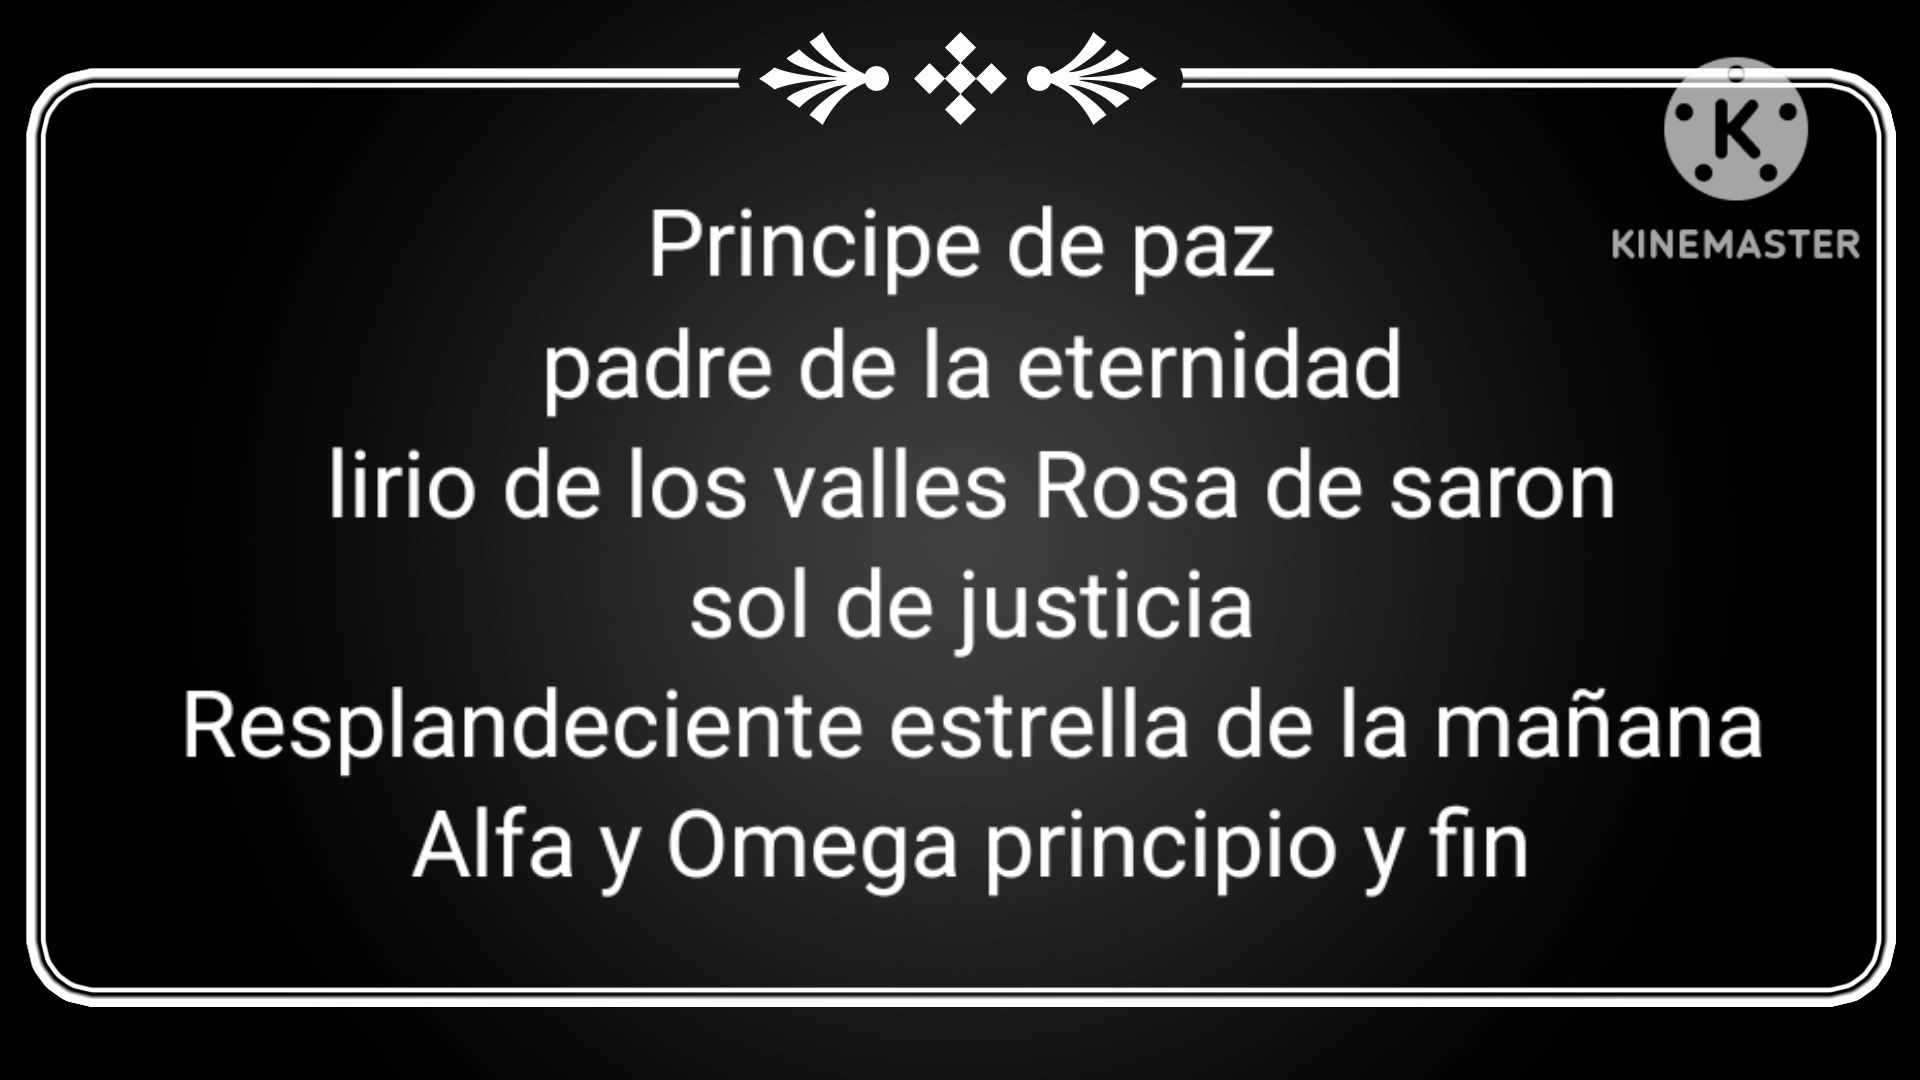 K
KINEMASTER
Principe de paz
padre de la eternidad
lirio de los valles Rosa de saron
sol de justicia
Resplandeciente estrella de la mañana
Alfa y Omega principio y fin